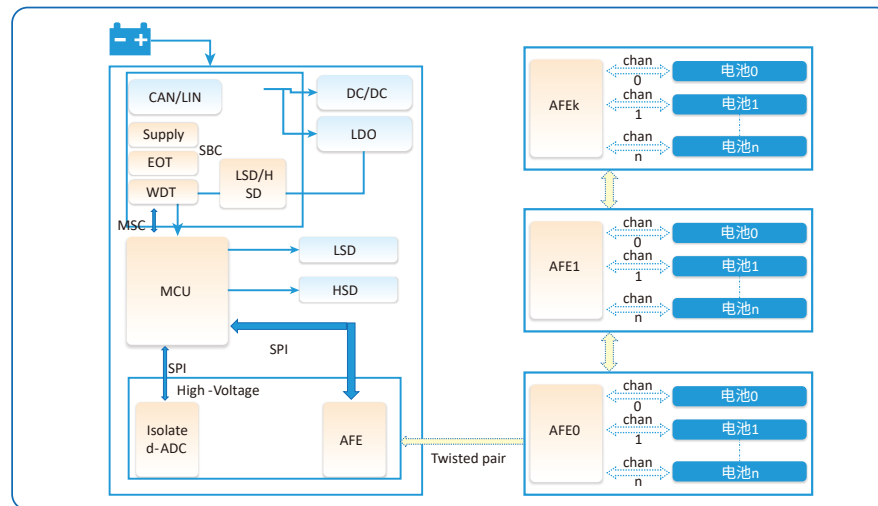 CAN/LIN
DC/DC
Supply
SBC
LDO
EOT
WDT
LSD/H
SD
MSC
MCU
LSD
HSD
SPI
SPI
High -Voltage
Isolate
d-ADC
AFE
Twisted pair
AFEk
chan
0
电池0
chan
1
电池1
chan
n
电池n
AFE1
chan
0
电池0
chan
1
电池1
chan
n
电池n
AFE0
chan
0
电池0
chan
1
电池1
chan
n
电池n